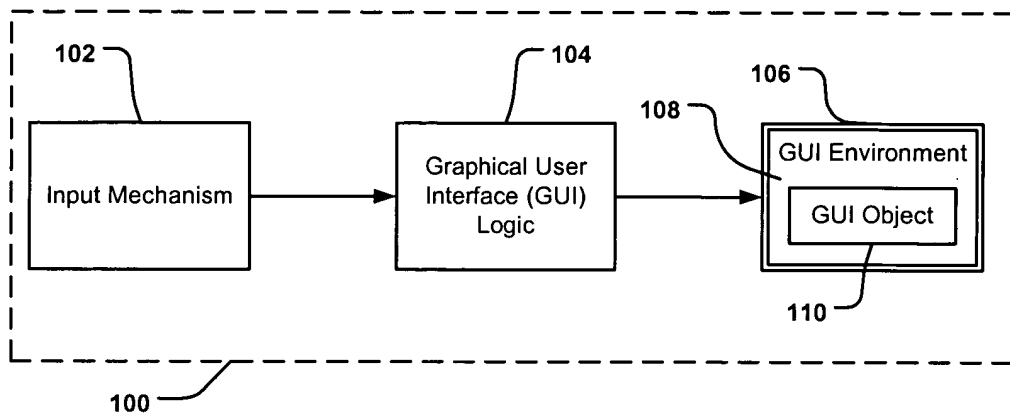 102
104
106
108
Input Mechanism
Graphical User
Interface (GUI)
Logic
GUI Environment
GUI Object
110
100